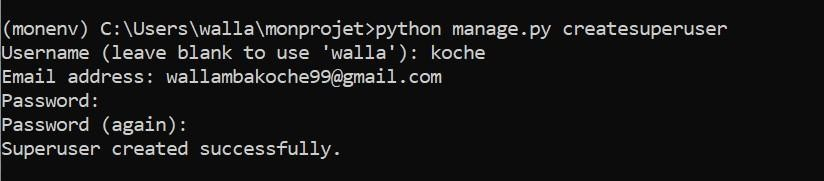 (monenv) C:\Users\walla\monprojet>python manage.py createsuperuser
Username (leave blank to use 'walla'): koche
Email address: wallambakoche99@gmail.com
Password:
Password (again):
Superuser created successfully.